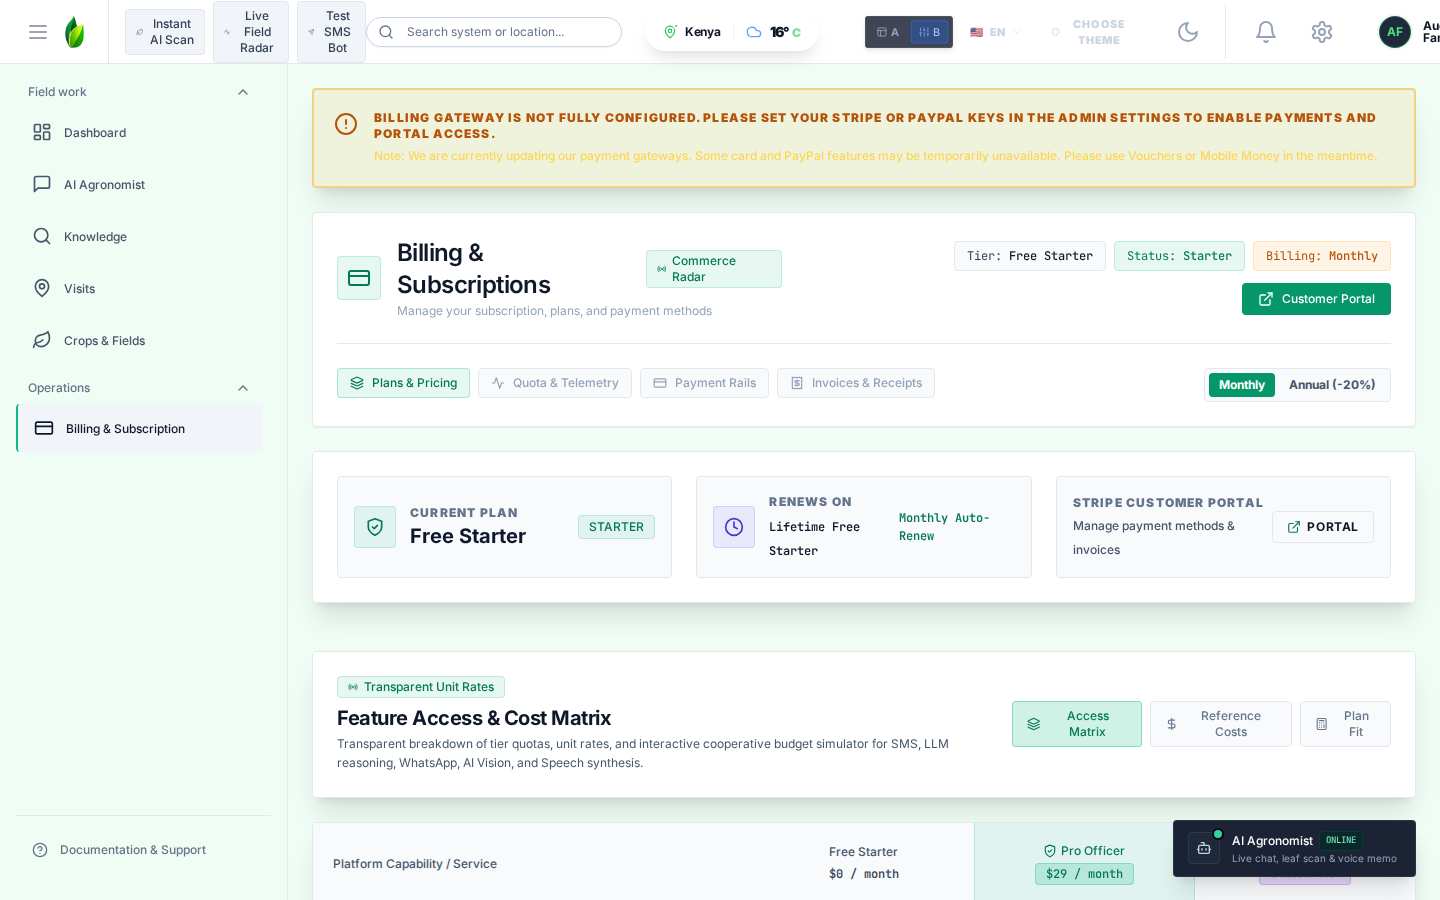 Instant
AI Scan
Live
Field
Radar
Test
SMS
Bot
Search system or location...
Kenya
16° C
A
B
EN
CHOOSE
THEME
AF
Field work
Dashboard
AI Agronomist
Knowledge
Visits
Crops & Fields
Operations
Billing & Subscription
Documentation & Support
BILLING GATEWAY IS NOT FULLY CONFIGURED. PLEASE SET YOUR STRIPE OR PAYPAL KEYS IN THE ADMIN SETTINGS TO ENABLE PAYMENTS AND
PORTAL ACCESS.
Note: We are currently updating our payment gateways. Some card and PayPal features may be temporarily unavailable. Please use Vouchers or Mobile Money in the meantime.
Billing &
Subscriptions
Commerce
Radar
Manage your subscription, plans, and payment methods
Tier: Free Starter
Status: Starter
Billing: Monthly
Customer Portal
Plans & Pricing
Quota & Telemetry
Payment Rails
Invoices & Receipts
Monthly
Annual (-20%)
CURRENT PLAN
Free Starter
STARTER
RENEWS ON
Lifetime Free
Starter
Monthly Auto-
Renew
STRIPE CUSTOMER PORTAL
Manage payment methods &
invoices
PORTAL
Transparent Unit Rates
Feature Access & Cost Matrix
Transparent breakdown of tier quotas, unit rates, and interactive cooperative budget simulator for SMS, LLM
reasoning, WhatsApp, AI Vision, and Speech synthesis.
Access
Matrix
Reference
Costs
Plan
Fit
Platform Capability / Service
Free Starter
$0 / month
Pro Officer
$29 / month
AI Agronomist
ONLINE
Live chat, leaf scan & voice memo